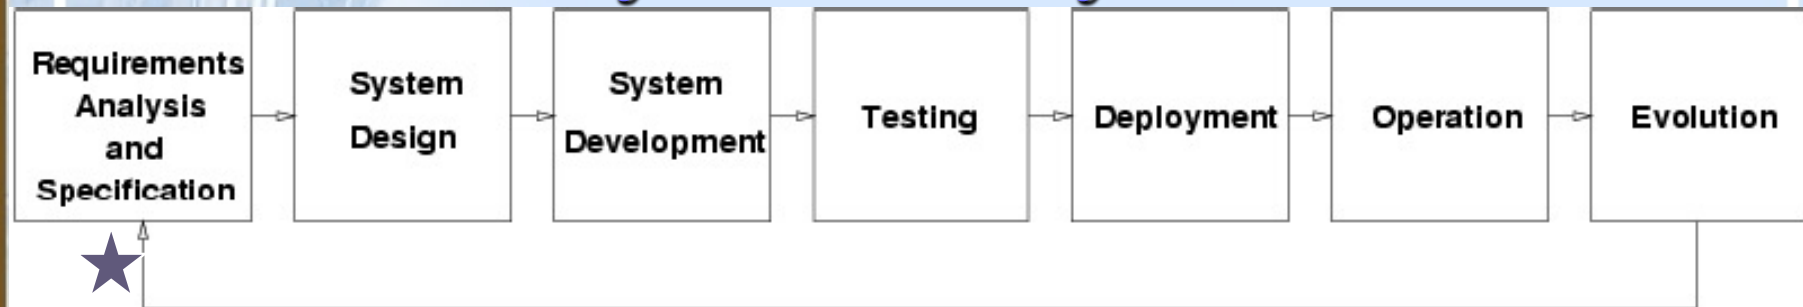 Requirements
Analysis
and
Specification
System
Design
System
Development
Testing
Deployment
Operation
Evolution